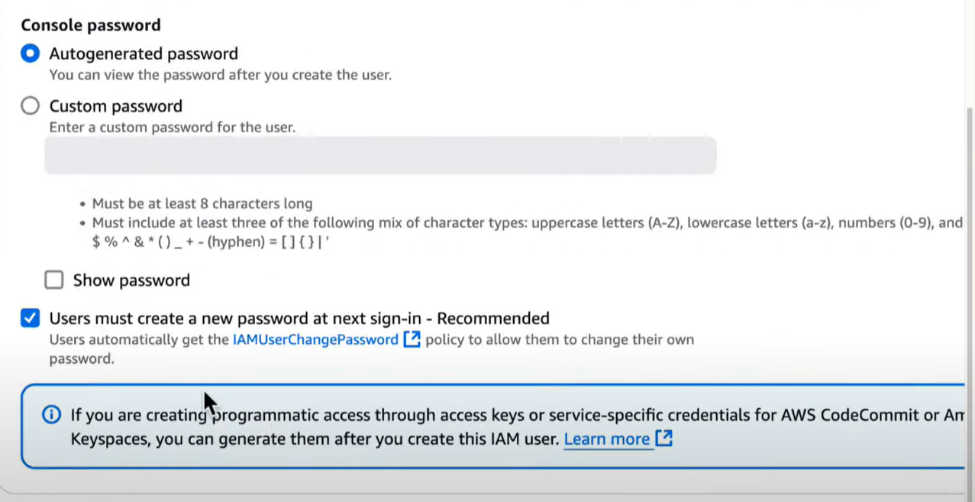 Console password
Autogenerated password
You can view the password after you create the user.
Custom password
Enter a custom password for the user.
• Must be at least 8 characters long
• Must include at least three of the following mix of character types: uppercase letters (A-Z), lowercase letters (a-z), numbers (0-9), and
$ % ^ & * ( ) _ + - (hyphen) = [ ] { } | '
Show password
Users must create a new password at next sign-in - Recommended
Users automatically get the IAMUserChangePassword policy to allow them to change their own
password.
If you are creating programmatic access through access keys or service-specific credentials for AWS CodeCommit or
Keyspaces, you can generate them after you create this IAM user. Learn more